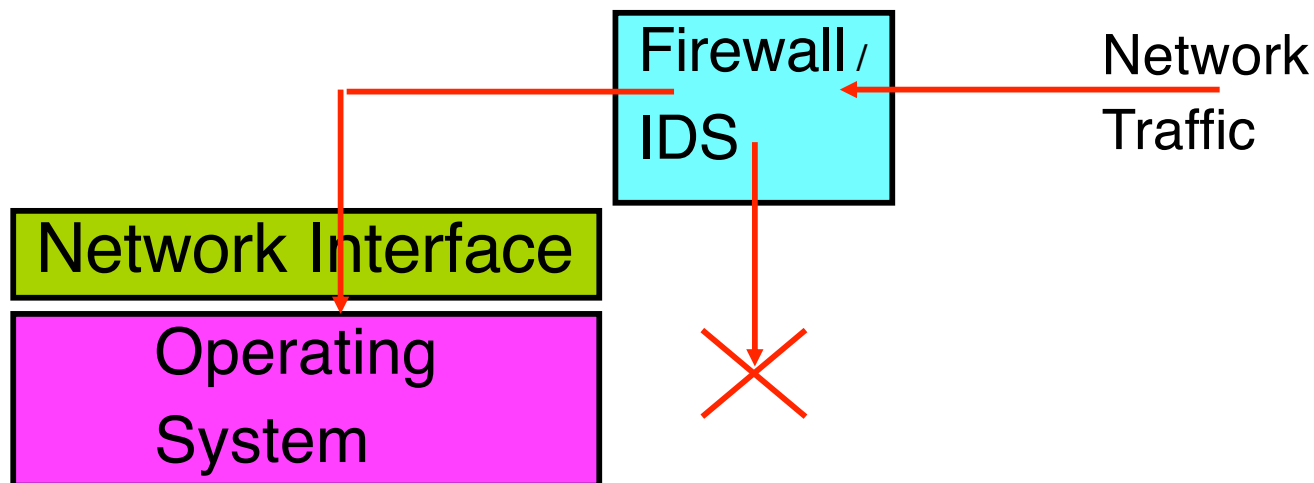 Firewall /
IDS
Network
Traffic
Network Interface
Operating
System